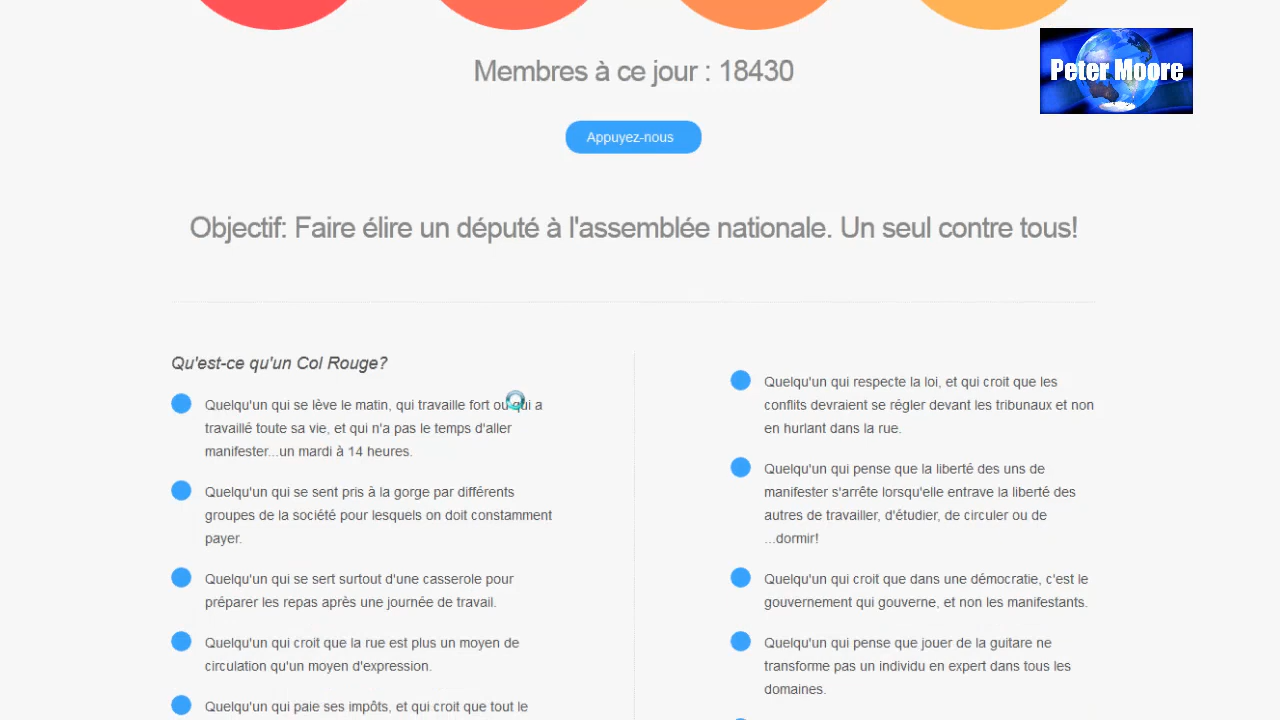 Peter Moore
Membres à ce jour : 18430
Appuyez-nous
Objectif: Faire élire un député à l'assemblée nationale. Un seul contre tous!
Qu'est-ce qu'un Col Rouge?
Quelqu'un qui se lève le matin, qui travaille fort ou qui a
travaillé toute sa vie, et qui n'a pas le temps d'aller
manifester...un mardi à 14 heures.
Quelqu'un qui se sent pris à la gorge par différents
groupes de la société pour lesquels on doit constamment
payer.
Quelqu'un qui se sert surtout d'une casserole pour
préparer les repas après une journée de travail.
Quelqu'un qui croit que la rue est plus un moyen de
circulation qu'un moyen d'expression.
Quelqu'un qui paie ses impôts, et qui croit que tout le
Quelqu'un qui respecte la loi, et qui croit que les
conflits devraient se régler devant les tribunaux et non
en hurlant dans la rue.
Quelqu'un qui pense que la liberté des uns de
manifester s'arrête lorsqu'elle entrave la liberté des
autres de travailler, d'étudier, de circuler ou de
...dormir!
Quelqu'un qui croit que dans une démocratie, c'est le
gouvernement qui gouverne, et non les manifestants.
Quelqu'un qui pense que jouer de la guitare ne
transforme pas un individu en expert dans tous les
domaines.